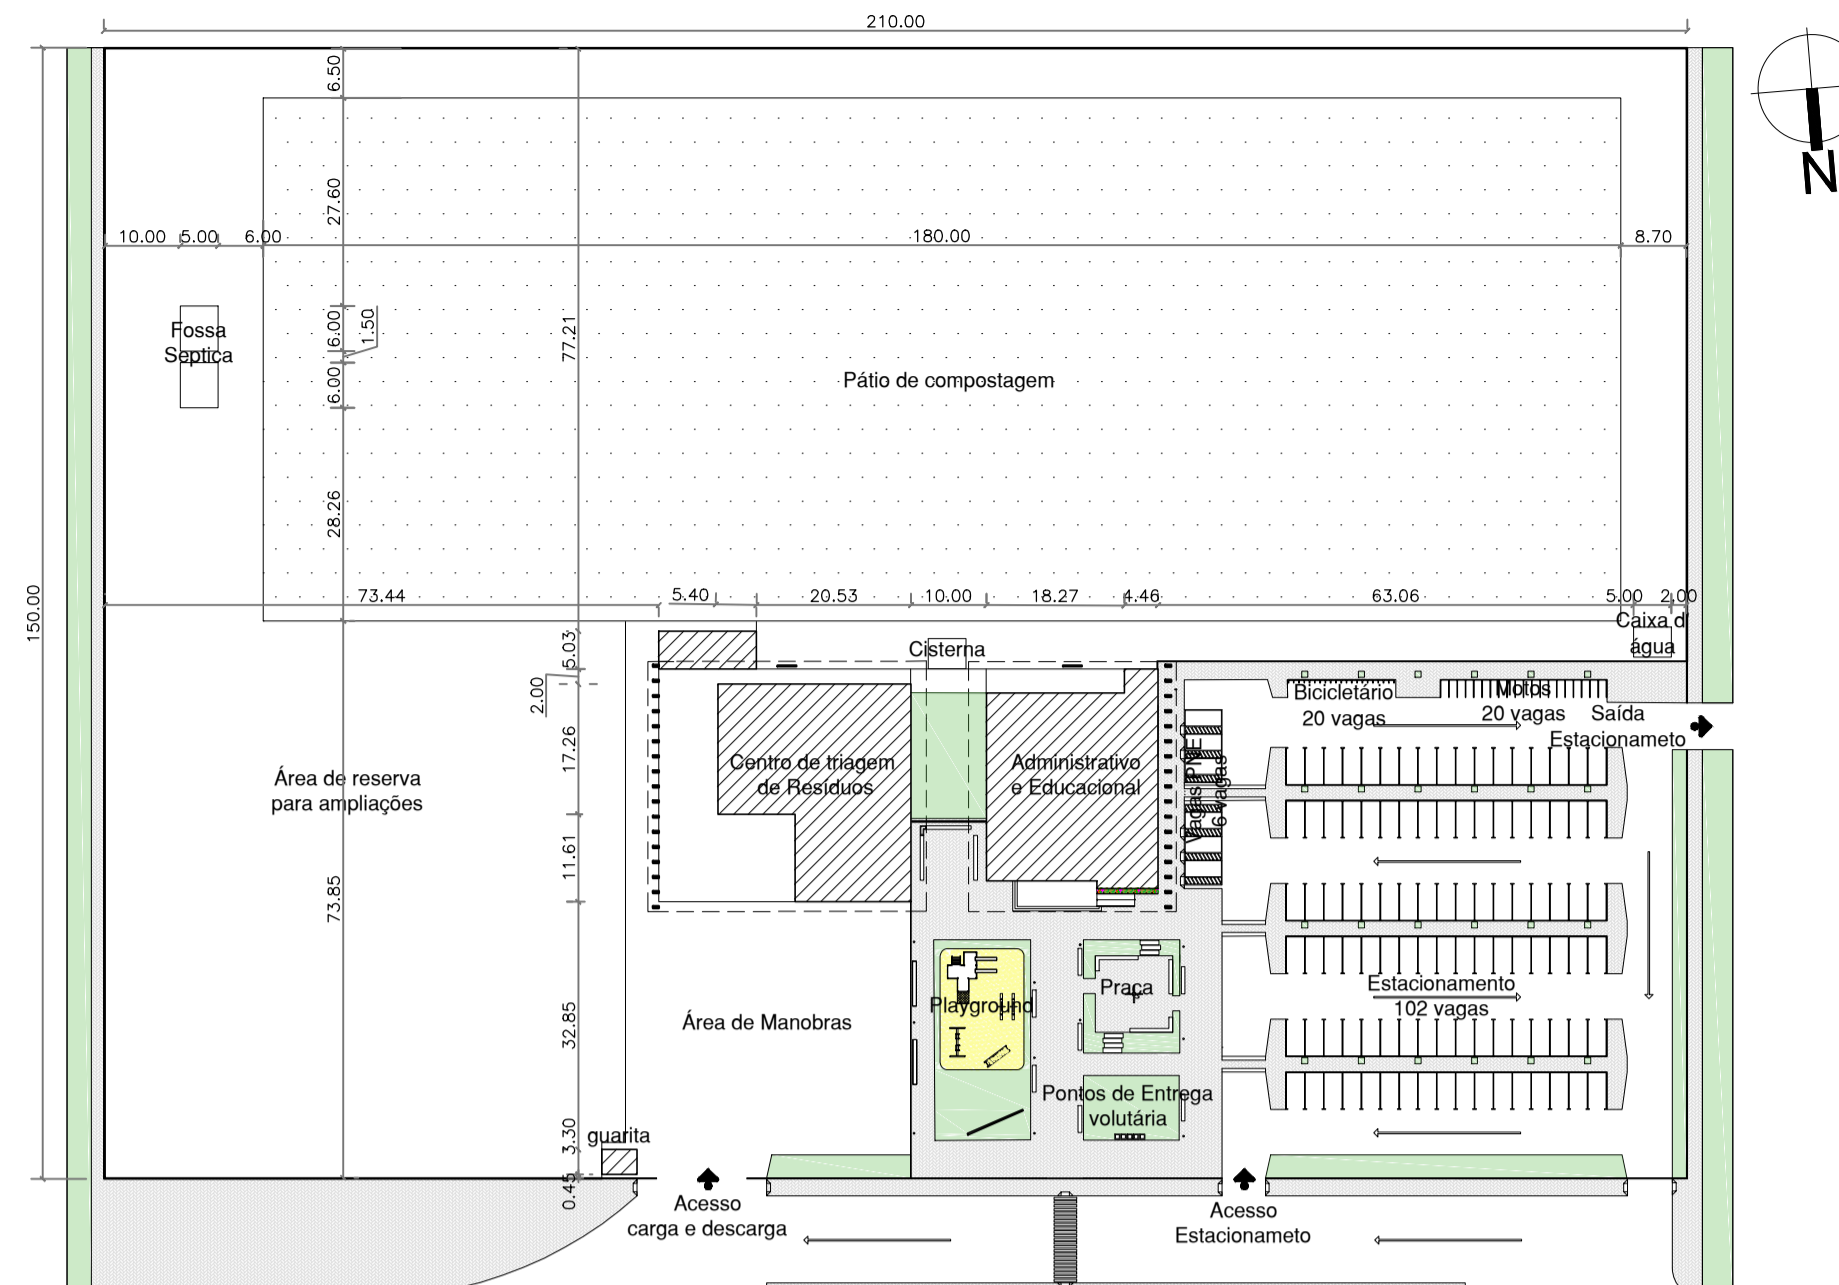 210.00
N
6.50
27.60
10.00
5.00
6.00
180.00
8.70
Fossa
Septica
6.00
1.50
6.00
77.21
Pátio de compostagem
28.26
150.00
73.44
5.40
20.53
10.00
18.27
4.46
63.06
5.00
2.00
Caixa d'
água
5.03
Cisterna
2.00
Bicicletário
20 vagas
Motos
20 vagas
Saída
Estacionameto
17.26
Centro de triagem
de Resíduos
Administrativo
e Educacional
Vagas PNE
6 vagas
Área de reserva
para ampliações
11.61
73.85
32.85
Área de Manobras
Playground
Praça
Estacionamento
102 vagas
Pontos de Entrega
volutária
3.30
guarita
0.45
Acesso
carga e descarga
Acesso
Estacionameto